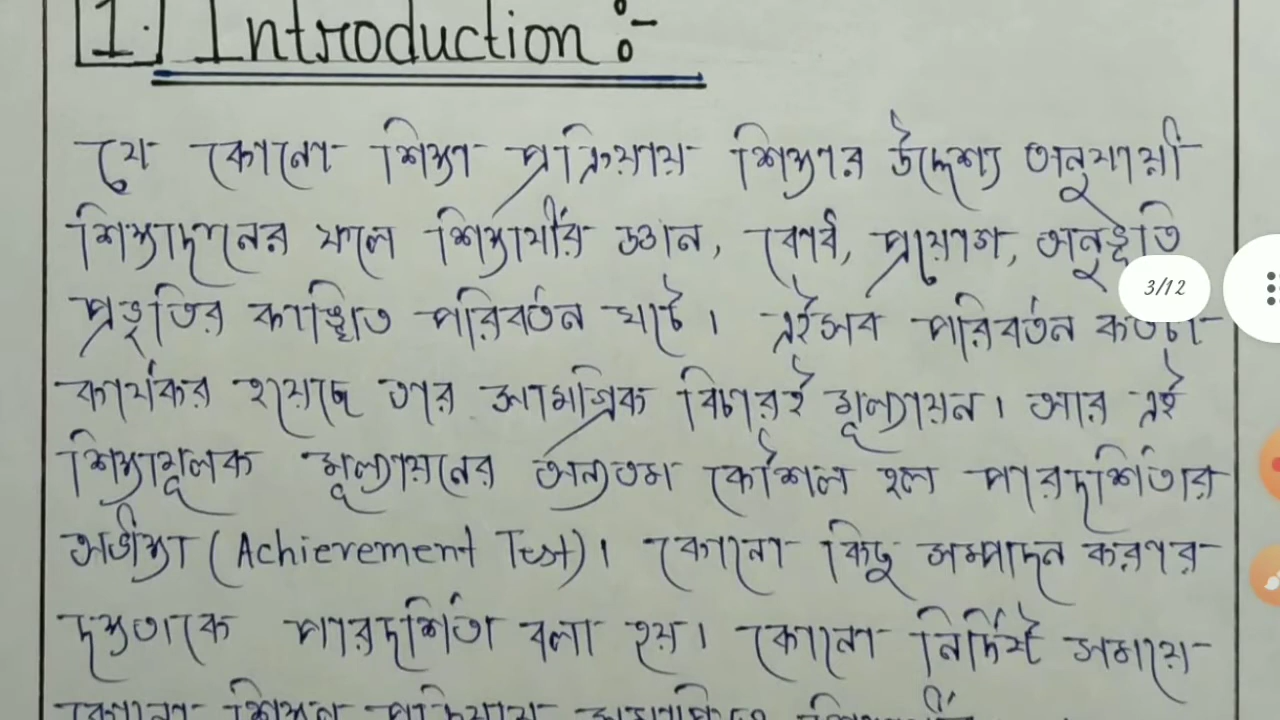 1. Introduction :-
যে কোনো শিক্ষা প্রক্রিয়ায় শিক্ষার উদ্দেশ্য অনুযায়ী
শিক্ষাদানের ফলে শিক্ষার্থীর জ্ঞান, বোধ, প্রয়োগ, অনুভূতি
প্রভৃতির কাঙ্খিত পরিবর্তন ঘটে। এইসব পরিবর্তন কতটা
3/12
কার্যকর হয়েছে তার সামগ্রিক বিচারই মূল্যায়ন। আর এই
শিক্ষামূলক মূল্যায়নের অন্যতম কৌশল হল পারদর্শিতার
অভীক্ষা (Achievement Test)। কোনো কিছু সম্পাদন করার
দক্ষতাকে পারদর্শিতা বলা হয়। কোনো নির্দিষ্ট সময়ে
কোনো শিক্ষন প্রক্রিয়ায়